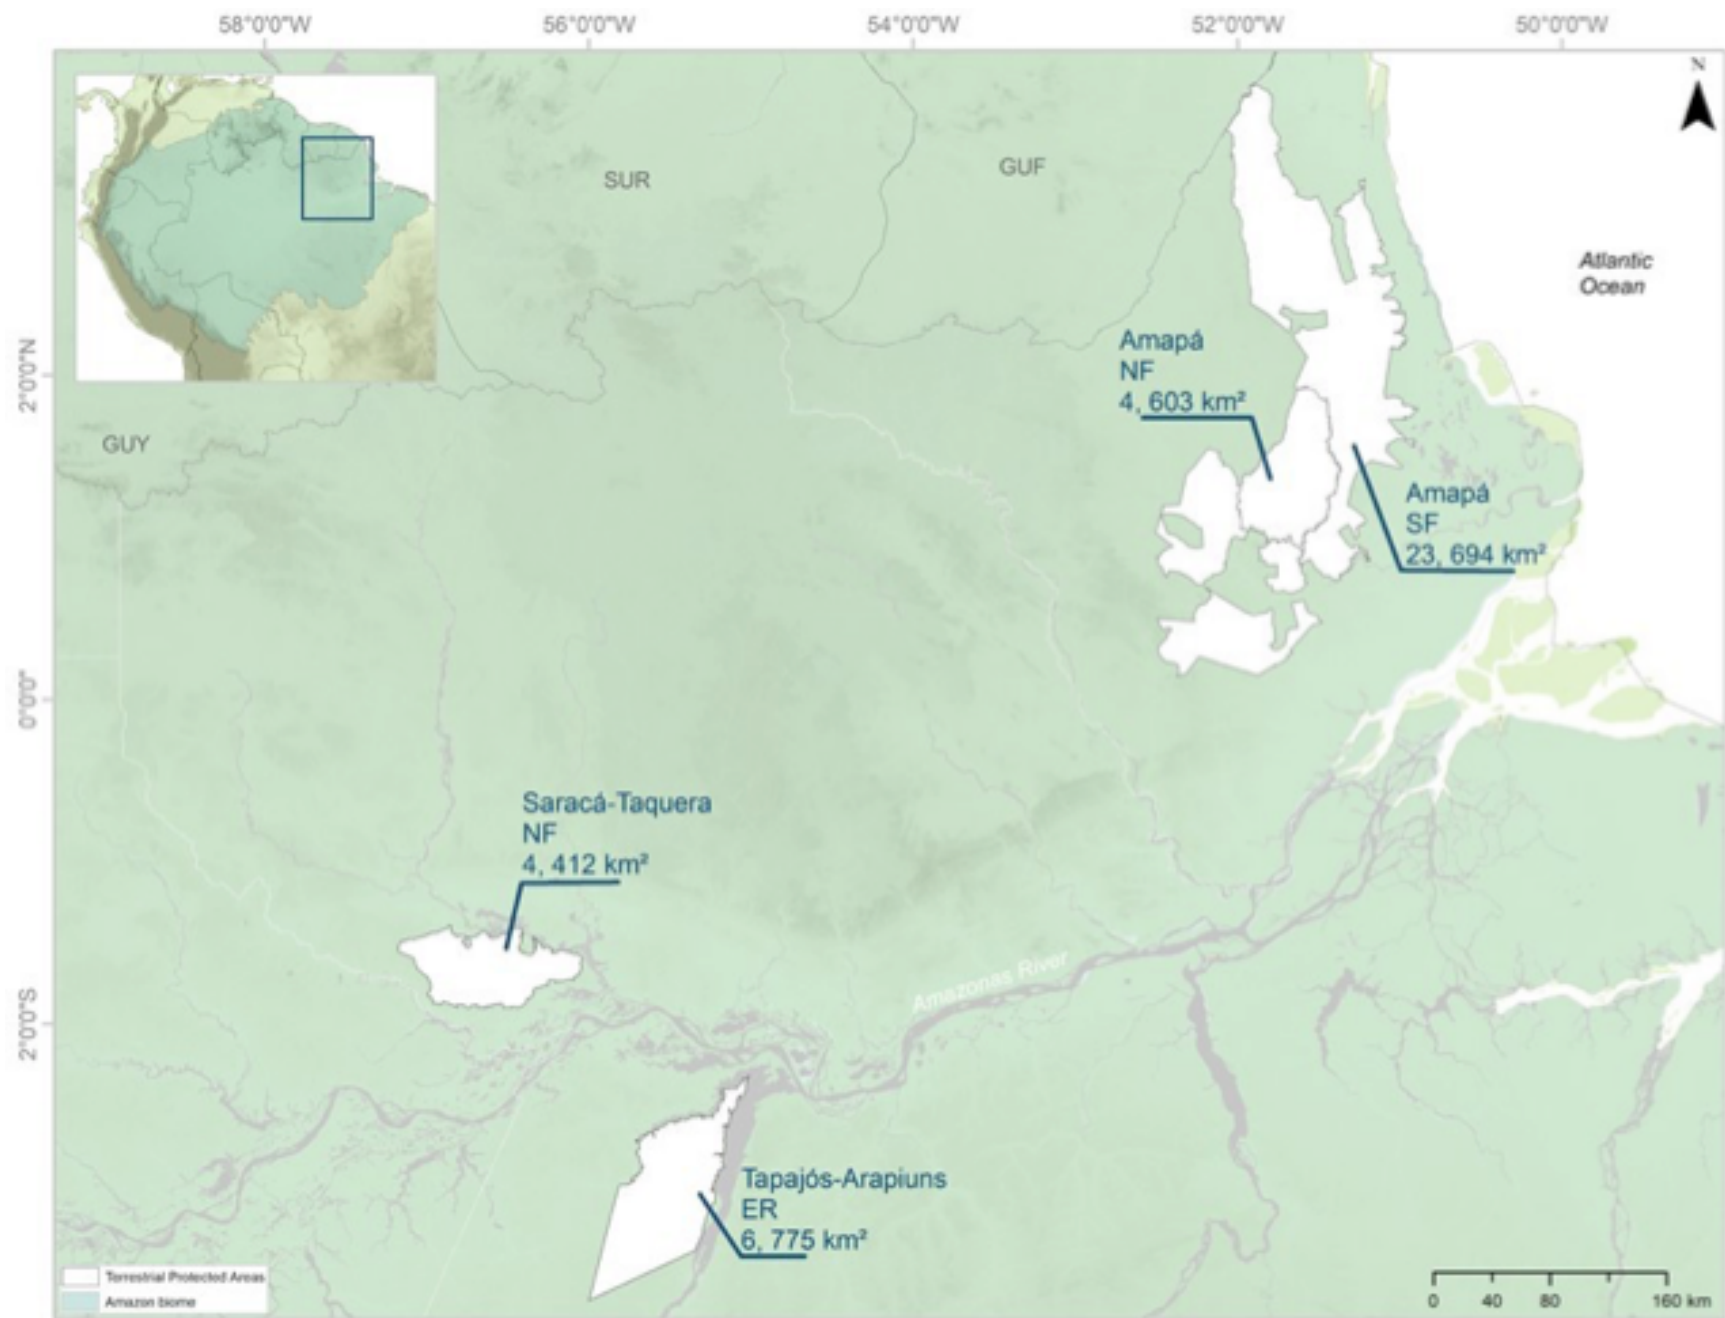 58°0'0"W
56°0'0"W
54°0'0"W
52°0'0"W
50°0'0"W
N
SUR
GUF
Atlantic
Ocean
2°0'0"N
Amapá
NF
4, 603 km²
GUY
Amapá
SF
23, 694 km²
0°0'0"
Saracá-Taquera
NF
4, 412 km²
Amazonas River
2°0'0"S
Tapajós-Arapiuns
ER
6, 775 km²
Terrestrial Protected Areas
Amazon biome
0 40 80 160 km